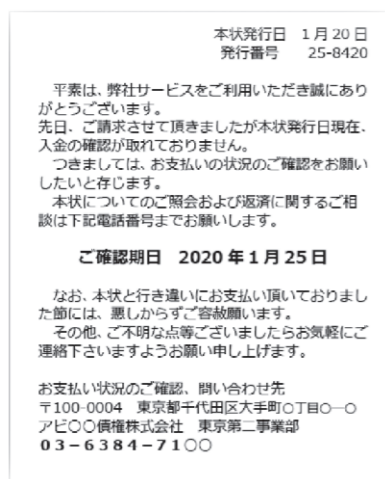 本状発行日　1月20日
発行番号　25-8420
平素は、弊社サービスをご利用いただき誠にあり
がとうございます。
先日、ご請求させて頂きましたが本状発行日現在、
入金の確認が取れておりません。
つきましては、お支払いの状況のご確認をお願い
したいと存じます。
本状についてのご照会および返済に関するご相
談は下記電話番号までお願いします。
ご確認期日　2020年1月25日
なお、本状と行き違いにお支払い頂いておりまし
た節には、悪しからずご容赦願います。
その他、ご不明な点等ございましたらお気軽にご
連絡下さいますようお願い申し上げます。
お支払い状況のご確認、問い合わせ先
〒100-0004　東京都千代田区大手町○丁目○―○
アビ○○債権株式会社　東京第二事業部
03－6384－71○○